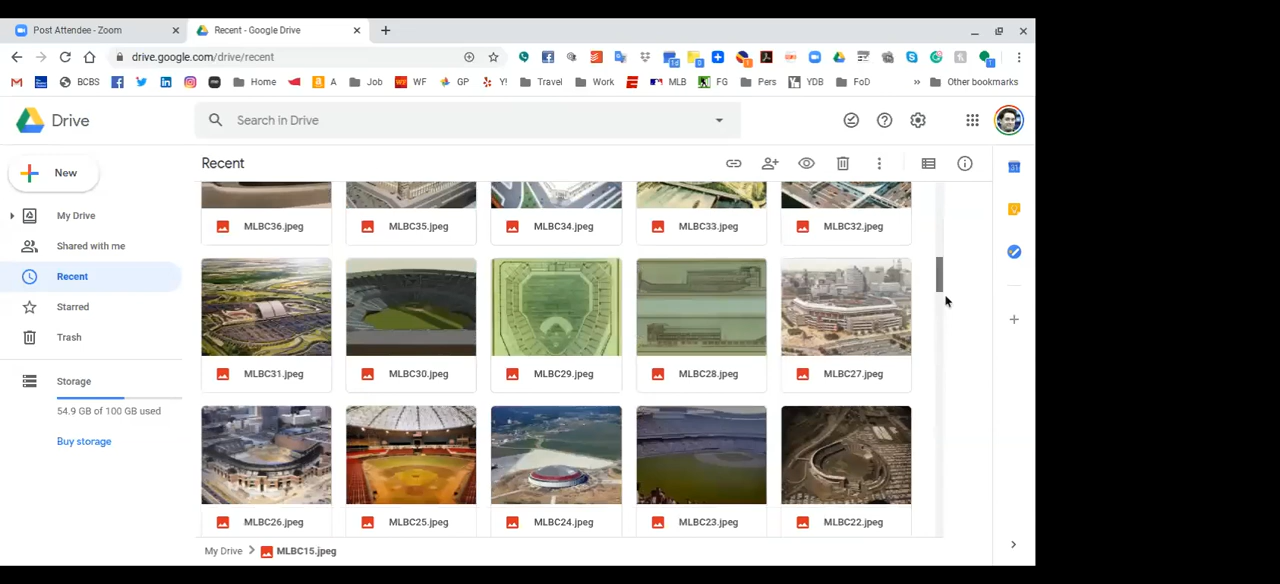 Post Attendee - Zoom
Recent - Google Drive
drive.google.com/drive/recent
BCBS
A
Job
WF
GP
Y!
Home
Travel
Work
MLB
FG
Pers
YDB
FoD
Other bookmarks
Drive
Search in Drive
New
Recent
My Drive
Shared with me
Recent
Starred
Trash
Storage
54.9 GB of 100 GB used
Buy storage
MLBC36.jpeg
MLBC35.jpeg
MLBC34.jpeg
MLBC33.jpeg
MLBC32.jpeg
MLBC31.jpeg
MLBC30.jpeg
MLBC29.jpeg
MLBC28.jpeg
MLBC27.jpeg
MLBC26.jpeg
MLBC25.jpeg
MLBC24.jpeg
MLBC23.jpeg
MLBC22.jpeg
My Drive > MLBC15.jpeg